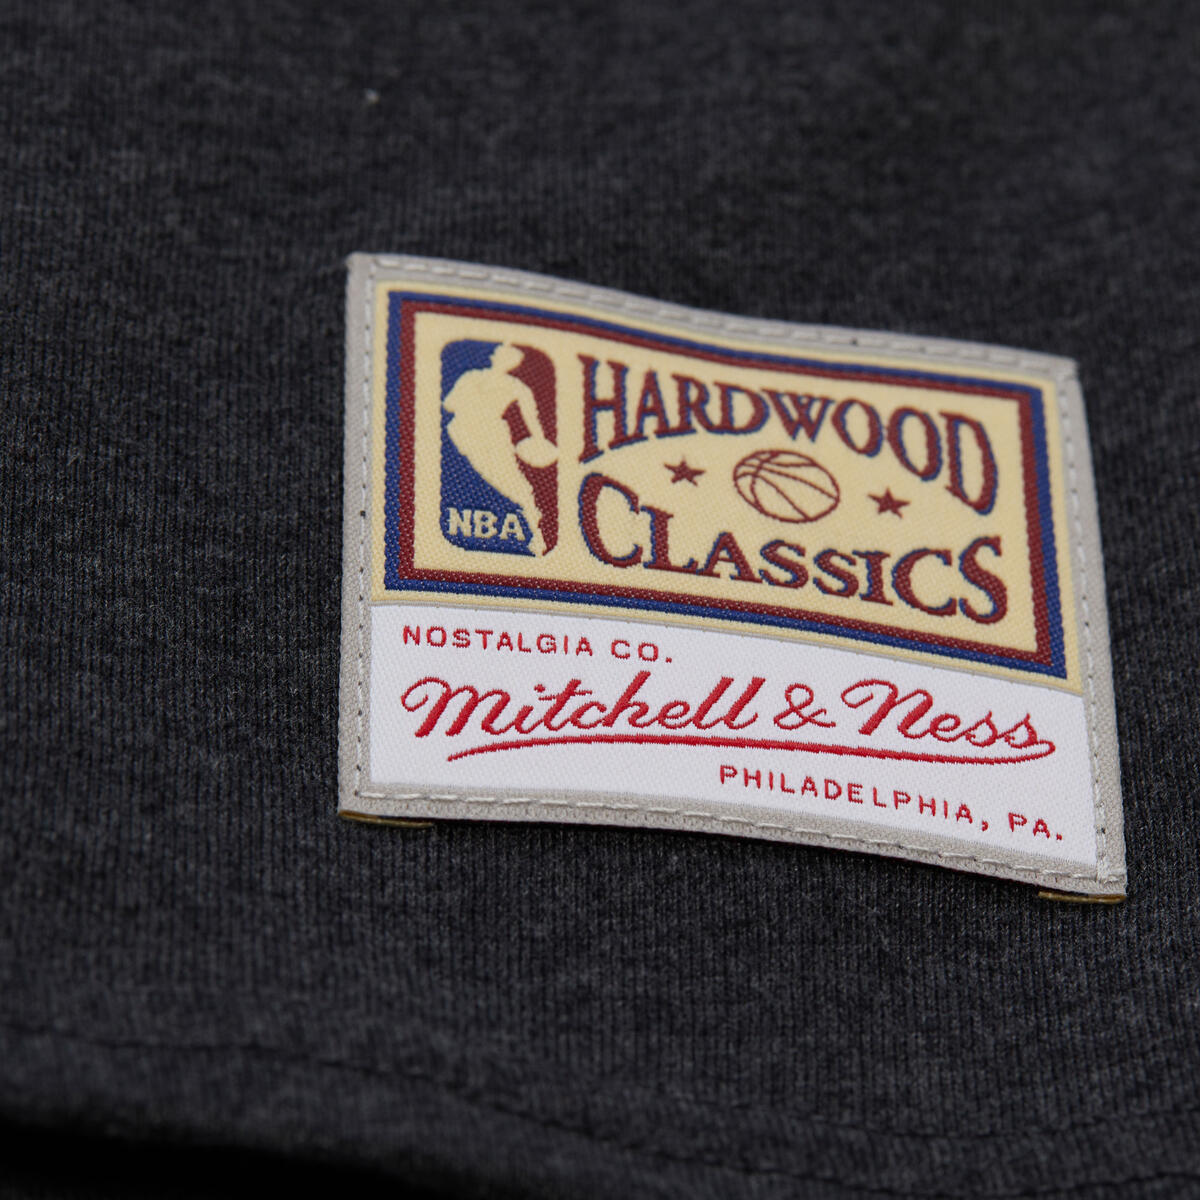 NBA
HARDWOOD
CLASSICS
NOSTALGIA CO.
Mitchell & Ness
PHILADELPHIA, PA.